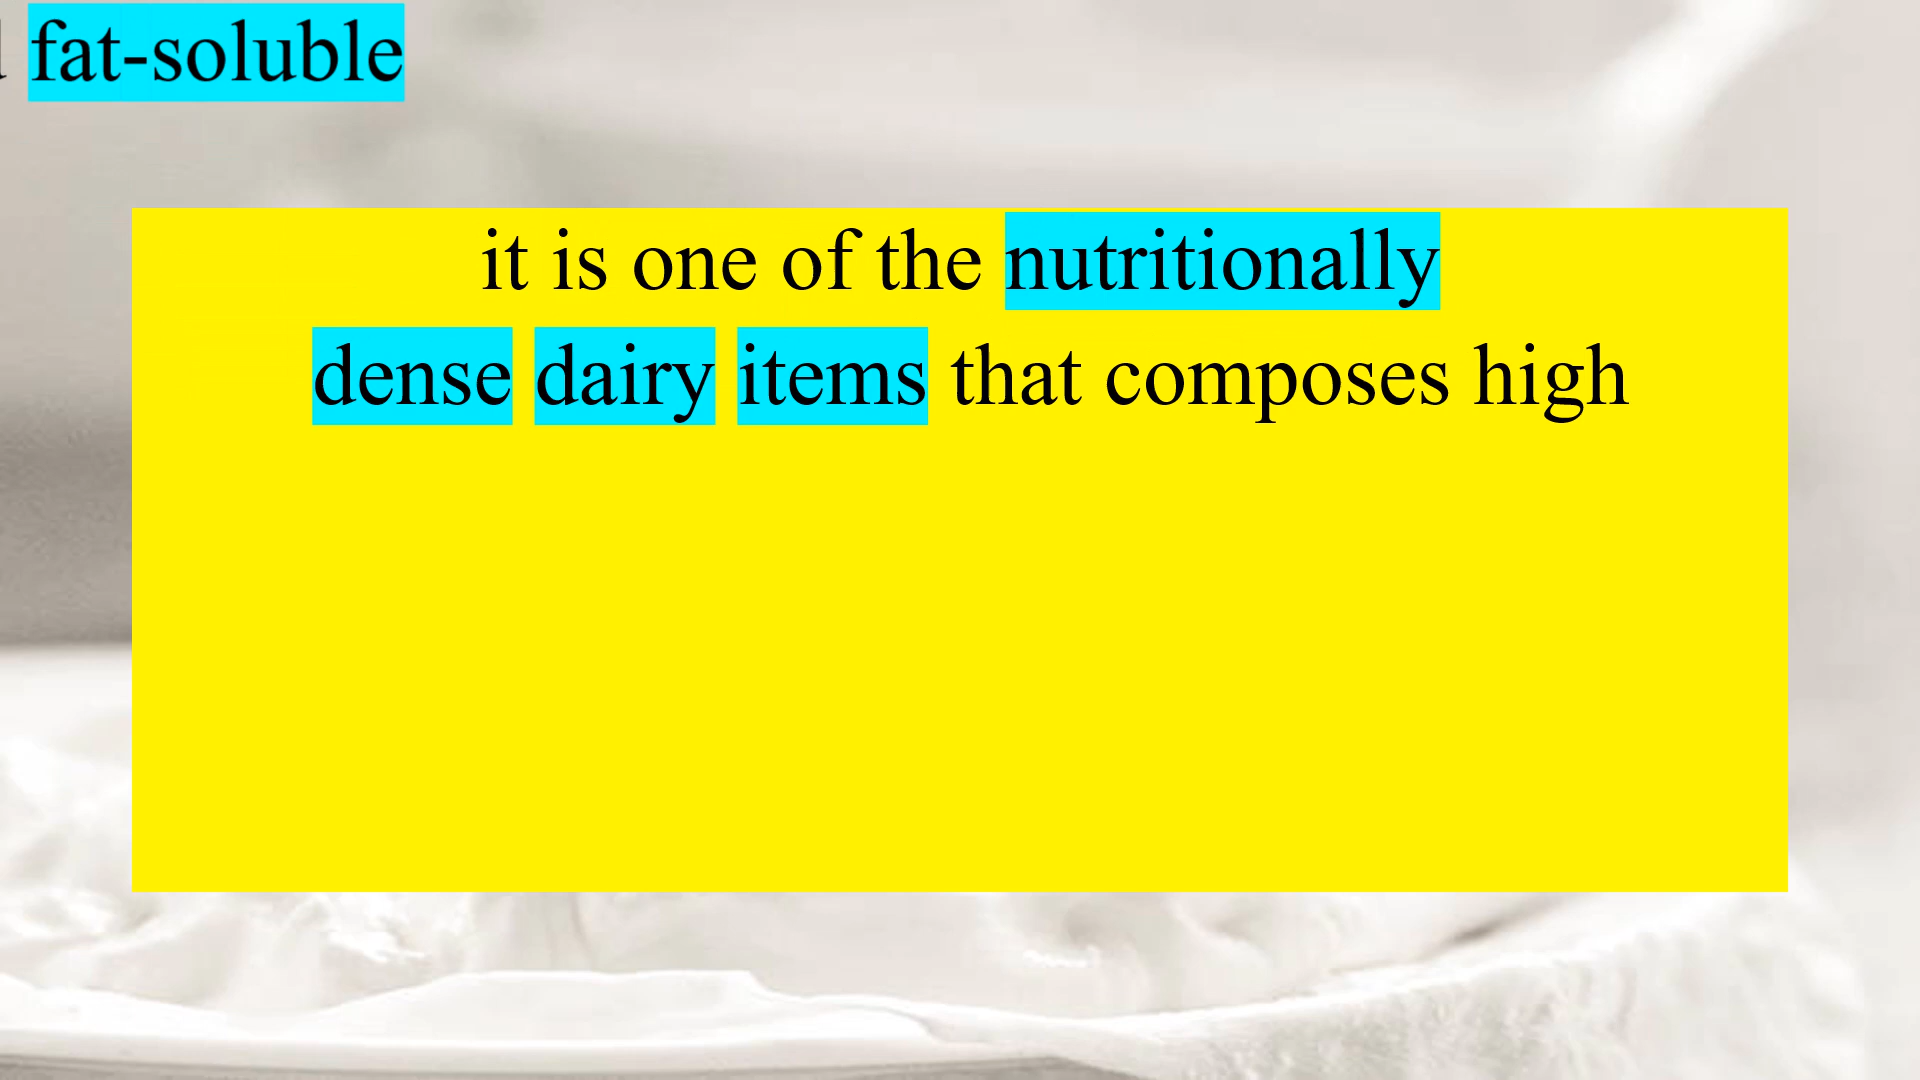 fat-soluble
it is one of the nutritionally
dense dairy items that composes high